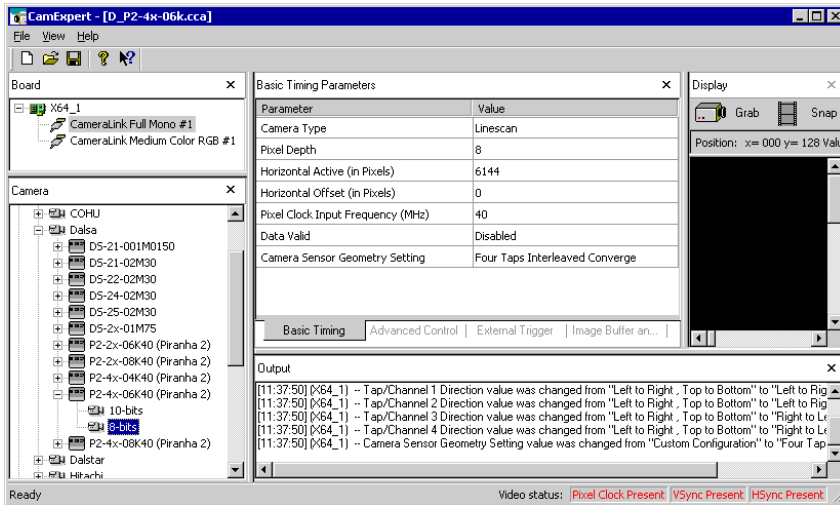 CamExpert - [D_P2-4x-06k.cca]
File View Help
Board
X64_1
CameraLink Full Mono #1
CameraLink Medium Color RGB #1
Camera
COHU
Dalsa
DS-21-001M0150
DS-21-02M30
DS-22-02M30
DS-24-02M30
DS-25-02M30
DS-2x-01M75
P2-2x-06K40 (Piranha 2)
P2-2x-08K40 (Piranha 2)
P2-4x-04K40 (Piranha 2)
P2-4x-06K40 (Piranha 2)
10-bits
8-bits
P2-4x-08K40 (Piranha 2)
Dalstar
Hitachi
Basic Timing Parameters
Parameter Value
Camera Type Linescan
Pixel Depth 8
Horizontal Active (in Pixels) 6144
Horizontal Offset (in Pixels) 0
Pixel Clock Input Frequency (MHz) 40
Data Valid Disabled
Camera Sensor Geometry Setting Four Taps Interleaved Converge
Basic Timing Advanced Control External Trigger Image Buffer an...
Display
Grab Snap
Position: x= 000 y= 128 Valu
Output
[11:37:50] (X64_1) -- Tap/Channel 1 Direction value was changed from "Left to Right , Top to Bottom" to "Left to Rig
[11:37:50] (X64_1) -- Tap/Channel 2 Direction value was changed from "Left to Right , Top to Bottom" to "Left to Rig
[11:37:50] (X64_1) -- Tap/Channel 3 Direction value was changed from "Left to Right , Top to Bottom" to "Right to Le
[11:37:50] (X64_1) -- Tap/Channel 4 Direction value was changed from "Left to Right , Top to Bottom" to "Right to Le
[11:37:50] (X64_1) -- Camera Sensor Geometry Setting value was changed from "Custom Configuration" to "Four Tap
Ready
Video status: Pixel Clock Present VSync Present HSync Present